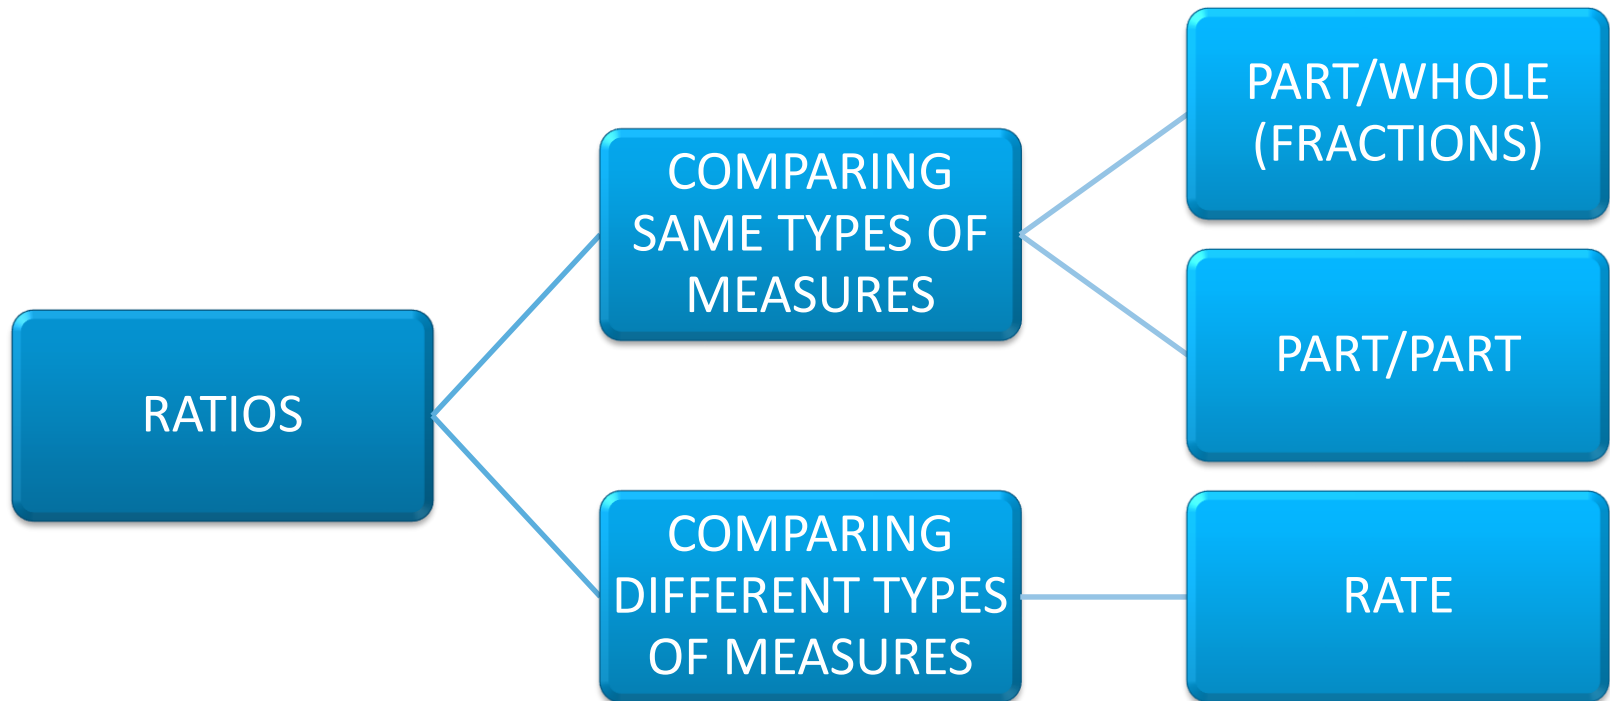 RATIOS
COMPARING
SAME TYPES OF
MEASURES
PART/WHOLE
(FRACTIONS)
PART/PART
COMPARING
DIFFERENT TYPES
OF MEASURES
RATE